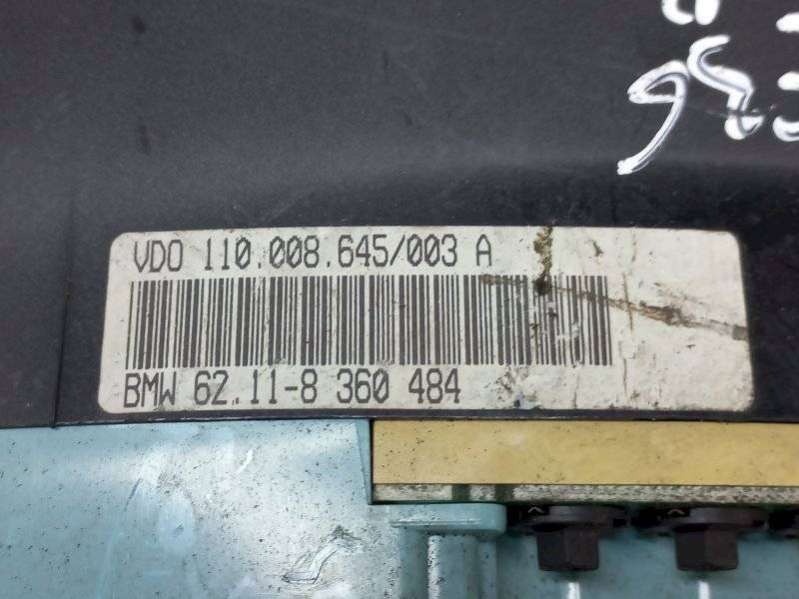 VDO 110.008.645/003 A
BMW 62.11-8 360 484